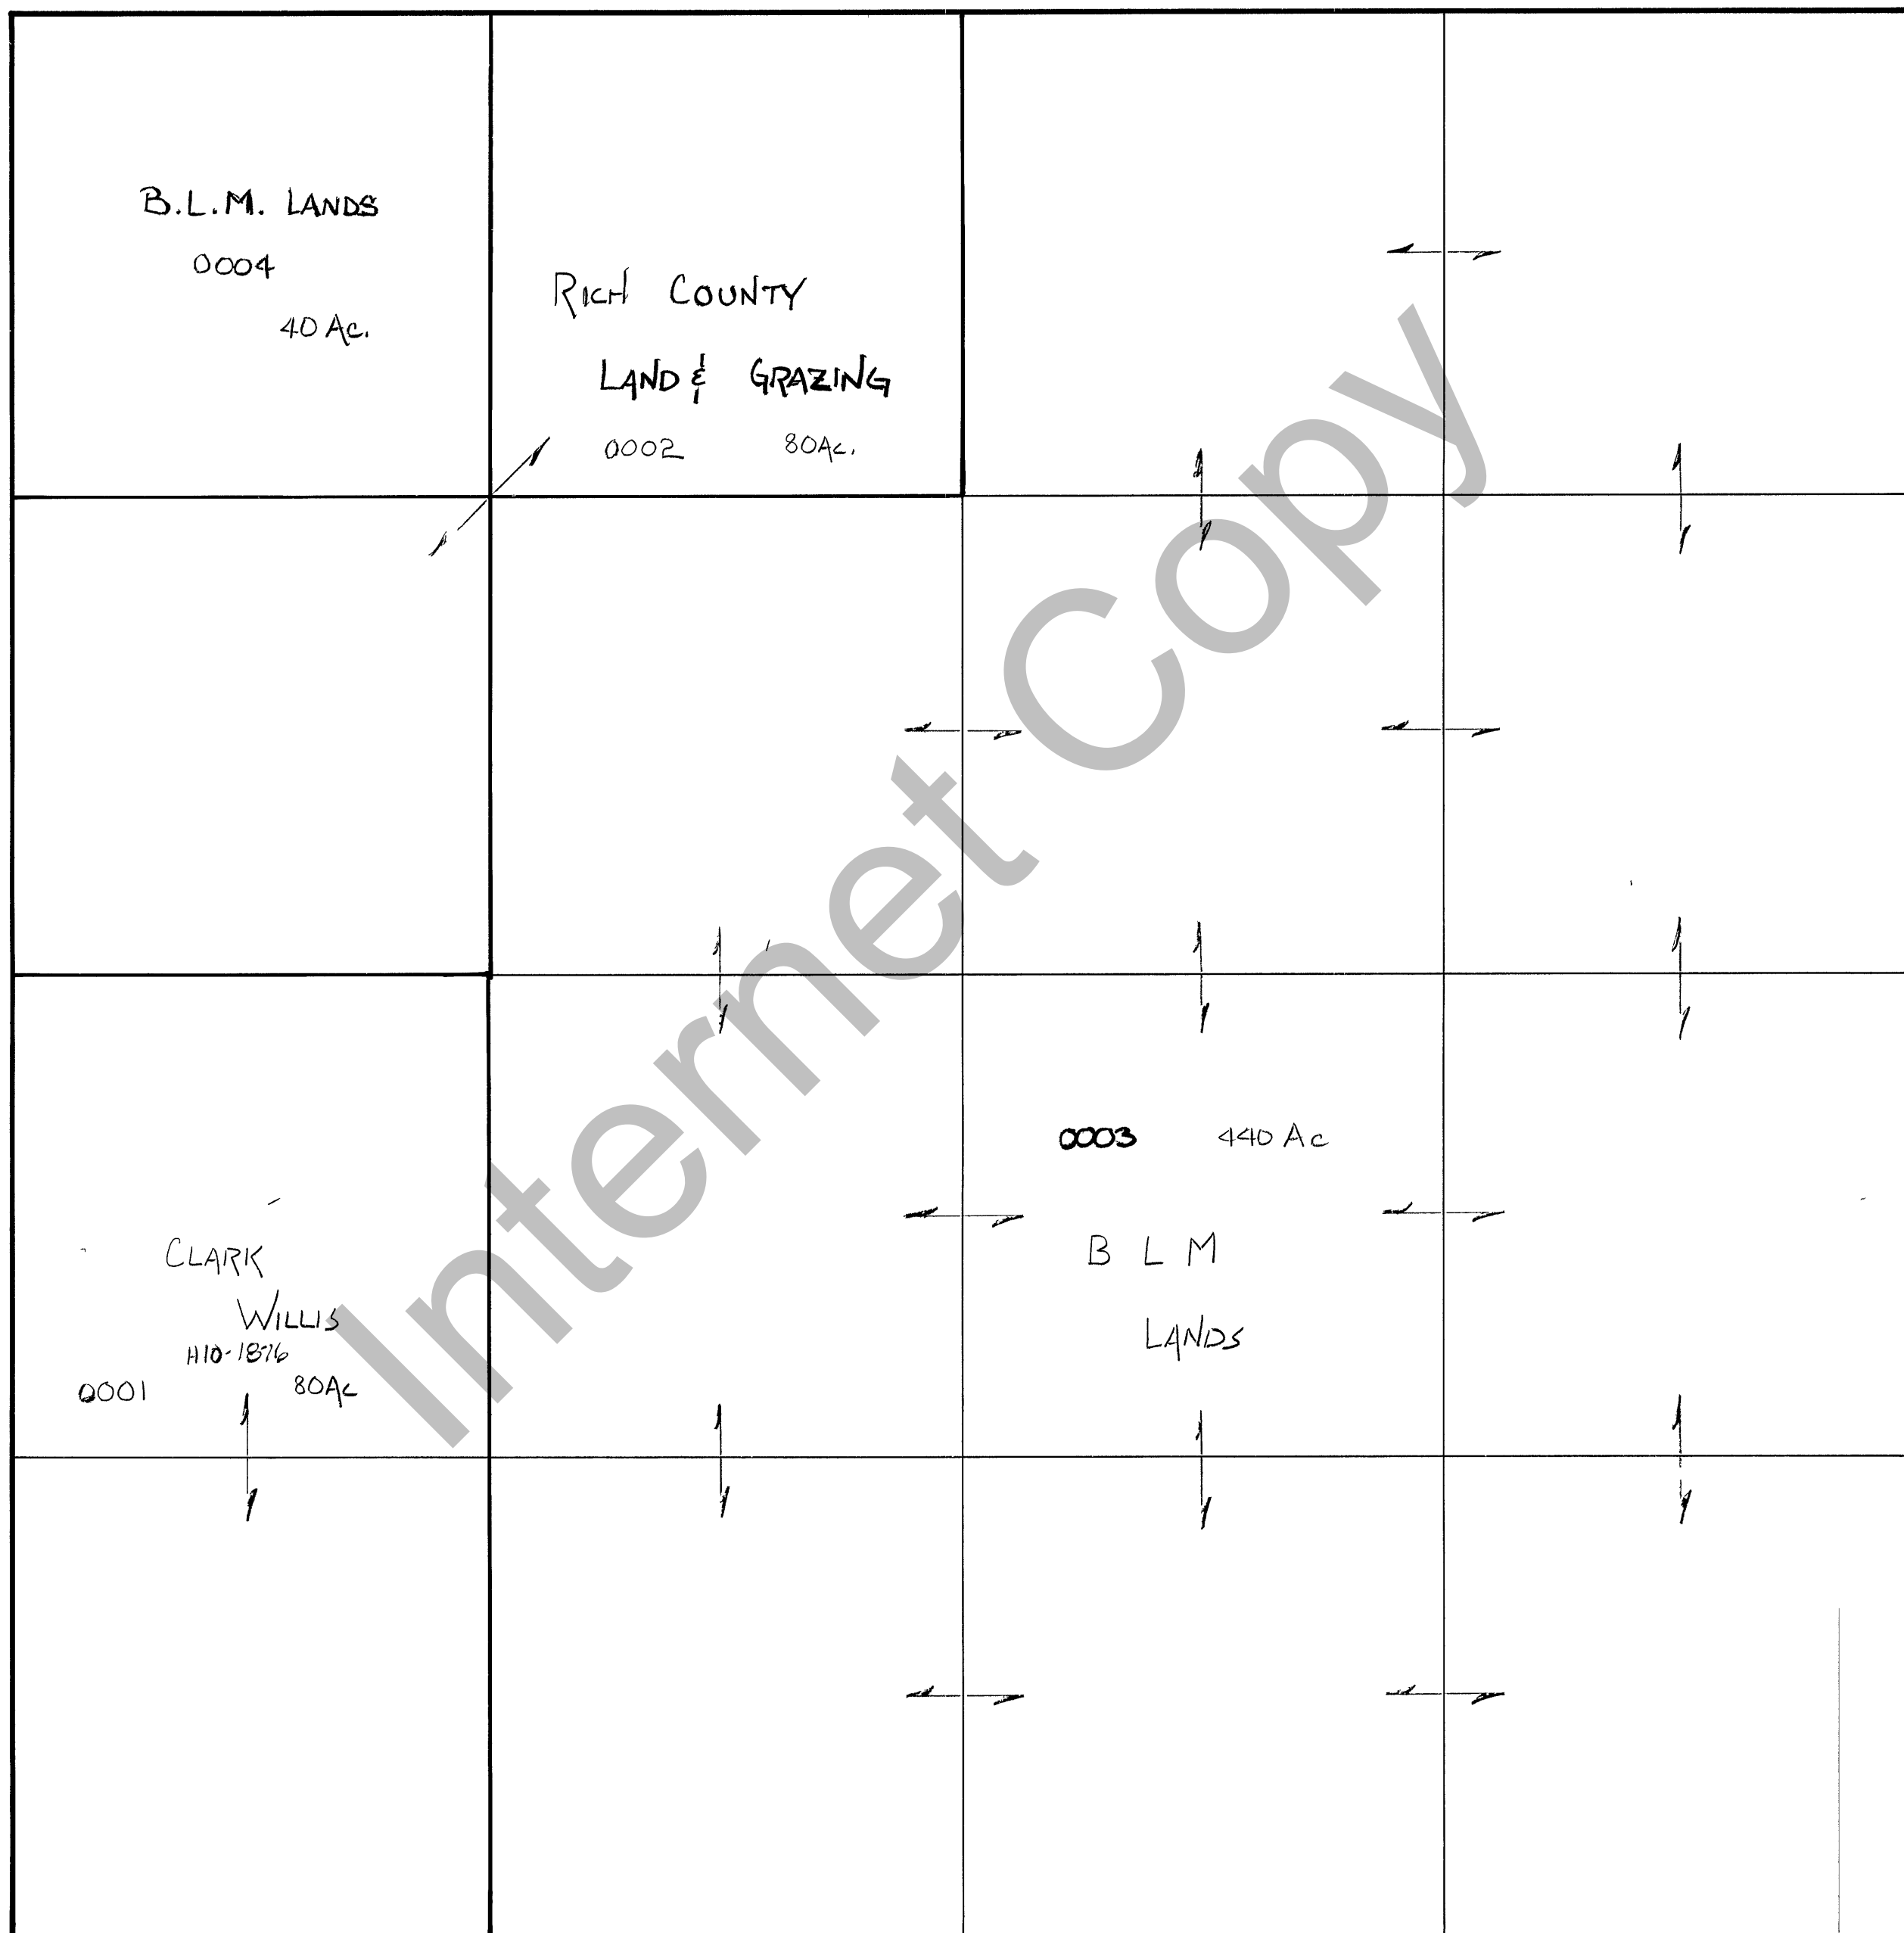 B.L.M. LANDS
0004
40 Ac.
RICH COUNTY
LAND & GRAZING
0002 80Ac.
0003 440 Ac
B L M
LANDS
CLARK
WILLIS
H10-1876
0001 80Ac
Internet Copy